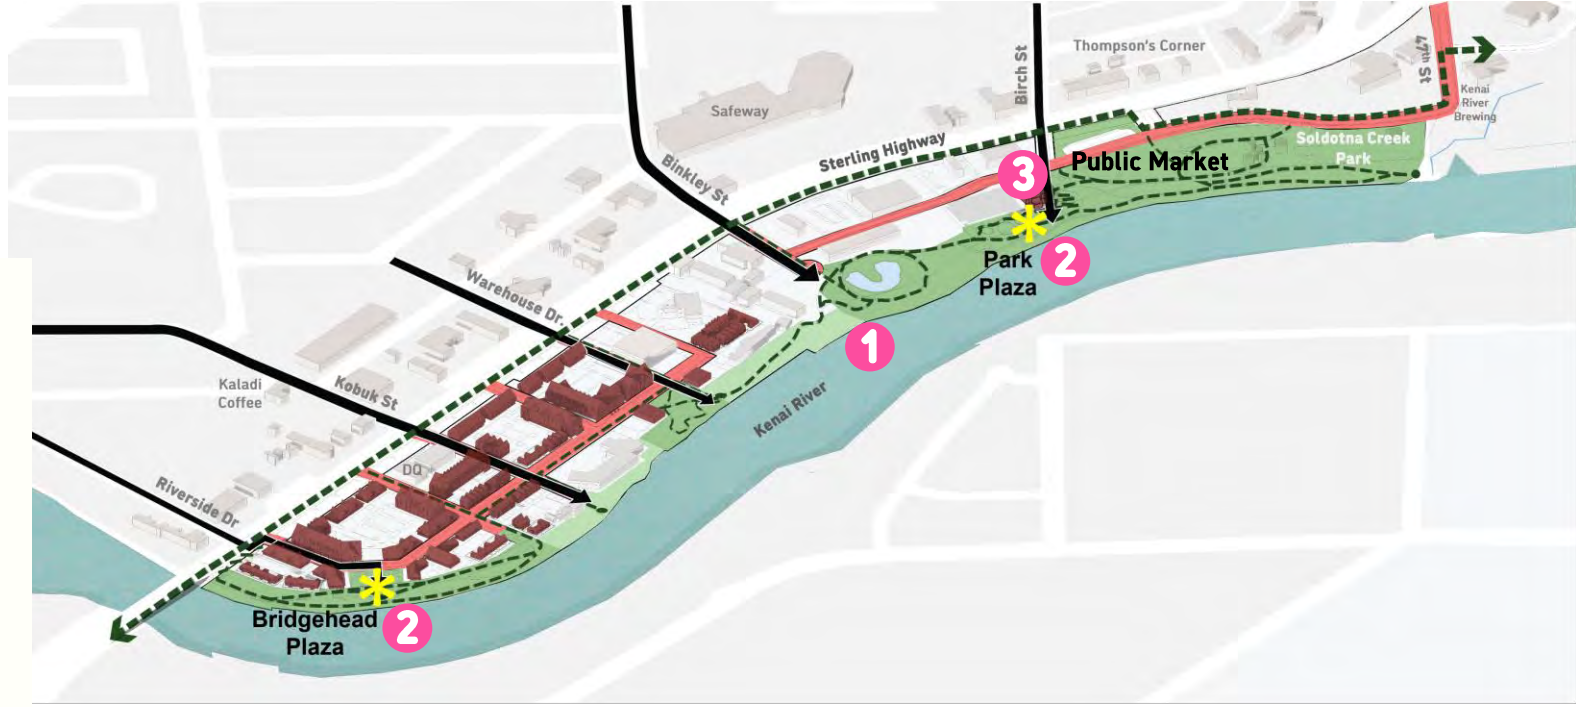 Thompson's Corner
Birch St
47th St
Safeway
Kenai
River
Brewing
Sterling Highway
Soldotna Creek
Park
Public Market
3
Binkley St
Park
Plaza
2
Warehouse Dr.
1
Kaladi
Coffee
Kobuk St
Kenai River
DQ
Riverside Dr
Bridgehead
Plaza
2